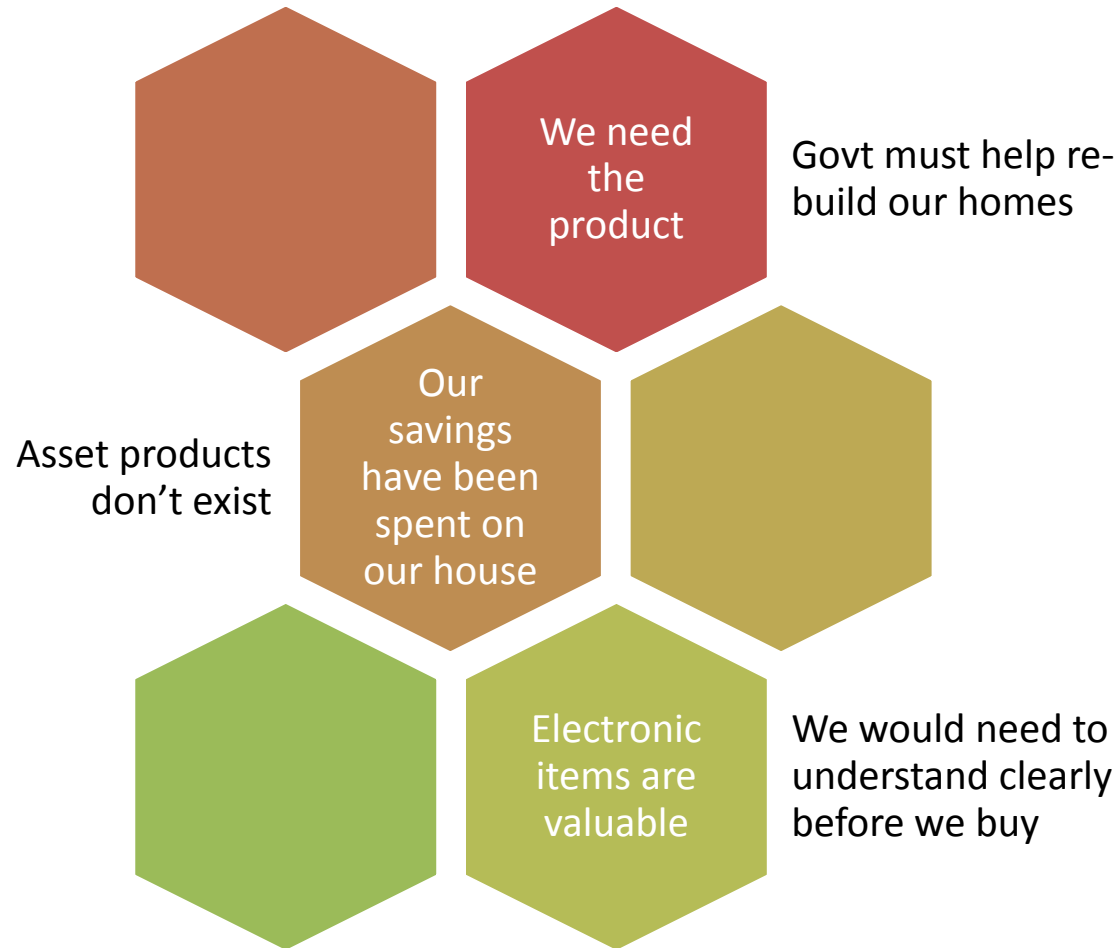 We need
the
product
Govt must help re-
build our homes
Asset products
don’t exist
Our
savings
have been
spent on
our house
Electronic
items are
valuable
We would need to
understand clearly
before we buy